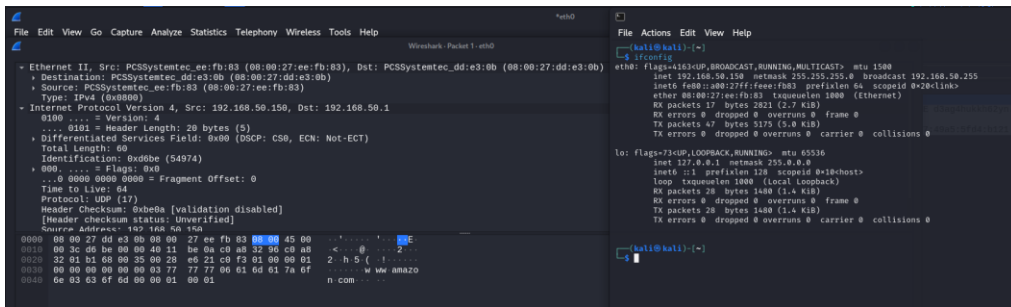 *eth0
File Edit View Go Capture Analyze Statistics Telephony Wireless Tools Help
Wireshark · Packet 1 · eth0
Ethernet II, Src: PCSSystemtec_ee:fb:83 (08:00:27:ee:fb:83), Dst: PCSSystemtec_dd:e3:0b (08:00:27:dd:e3:0b)
Destination: PCSSystemtec_dd:e3:0b (08:00:27:dd:e3:0b)
Source: PCSSystemtec_ee:fb:83 (08:00:27:ee:fb:83)
Type: IPv4 (0x0800)
Internet Protocol Version 4, Src: 192.168.50.150, Dst: 192.168.50.1
0100 .... = Version: 4
.... 0101 = Header Length: 20 bytes (5)
Differentiated Services Field: 0x00 (DSCP: CS0, ECN: Not-ECT)
Total Length: 60
Identification: 0xd6be (54974)
000. .... = Flags: 0x0
...0 0000 0000 0000 = Fragment Offset: 0
Time to Live: 64
Protocol: UDP (17)
Header Checksum: 0xbe0a [validation disabled]
[Header checksum status: Unverified]
Source Address: 192.168.50.150
0000 08 00 27 dd e3 0b 08 00 27 ee fb 83 08 00 45 00 ··'····· '·····E·
0010 00 3c d6 be 00 00 40 11 be 0a c0 a8 32 96 c0 a8 ·<····@· ····2···
0020 32 01 b1 68 00 35 00 28 e6 21 c0 f3 01 00 00 01 2··h·5·( ·!······
0030 00 00 00 00 00 00 03 77 77 77 06 61 6d 61 7a 6f ·······w ww·amazo
0040 6e 03 63 6f 6d 00 00 01 00 01 n·com··· ··
File Actions Edit View Help
(kali㉿kali)-[~]
$ ifconfig
eth0: flags=4163<UP,BROADCAST,RUNNING,MULTICAST> mtu 1500
inet 192.168.50.150 netmask 255.255.255.0 broadcast 192.168.50.255
inet6 fe80::a00:27ff:feee:fb83 prefixlen 64 scopeid 0×20<link>
ether 08:00:27:ee:fb:83 txqueuelen 1000 (Ethernet)
RX packets 17 bytes 2821 (2.7 KiB)
RX errors 0 dropped 0 overruns 0 frame 0
TX packets 47 bytes 5175 (5.0 KiB)
TX errors 0 dropped 0 overruns 0 carrier 0 collisions 0
lo: flags=73<UP,LOOPBACK,RUNNING> mtu 65536
inet 127.0.0.1 netmask 255.0.0.0
inet6 ::1 prefixlen 128 scopeid 0×10<host>
loop txqueuelen 1000 (Local Loopback)
RX packets 28 bytes 1480 (1.4 KiB)
RX errors 0 dropped 0 overruns 0 frame 0
TX packets 28 bytes 1480 (1.4 KiB)
TX errors 0 dropped 0 overruns 0 carrier 0 collisions 0
(kali㉿kali)-[~]
$